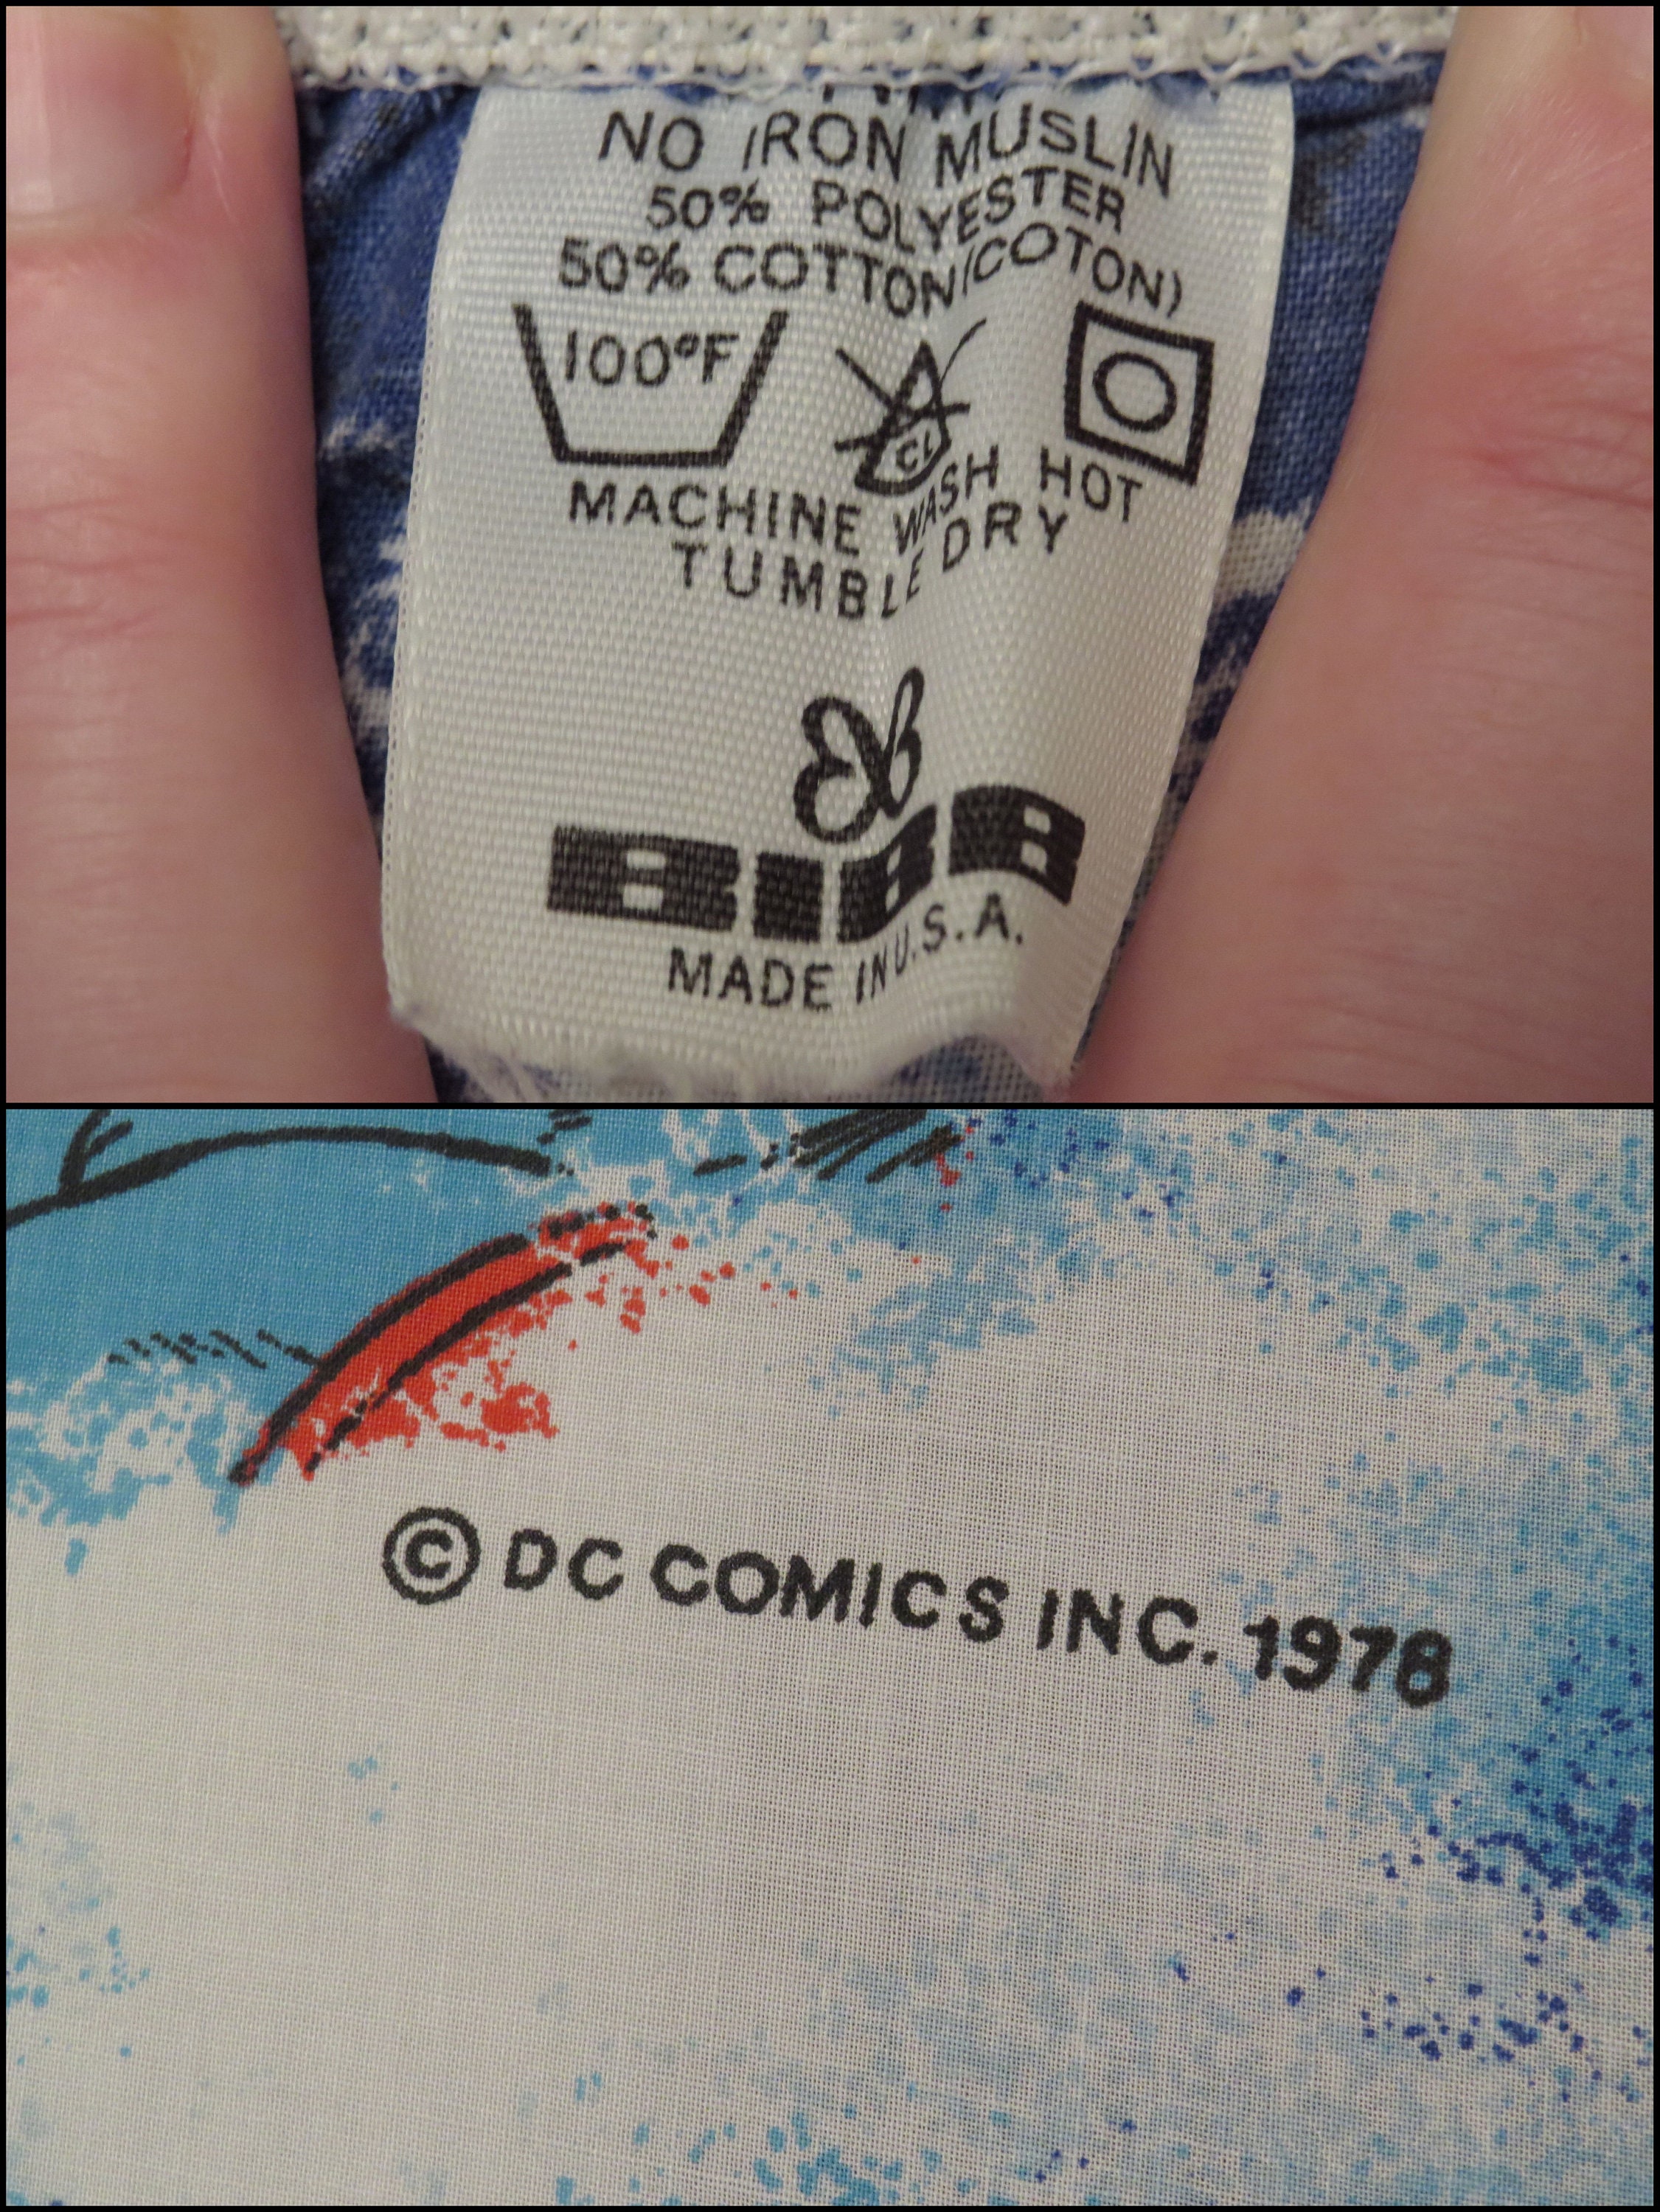 NO IRON MUSLIN
50% POLYESTER
50% COTTON (COTON)
100°F
CL
MACHINE WASH HOT
TUMBLE DRY
BIBB
MADE IN U.S.A.
© DC COMICS INC. 1978